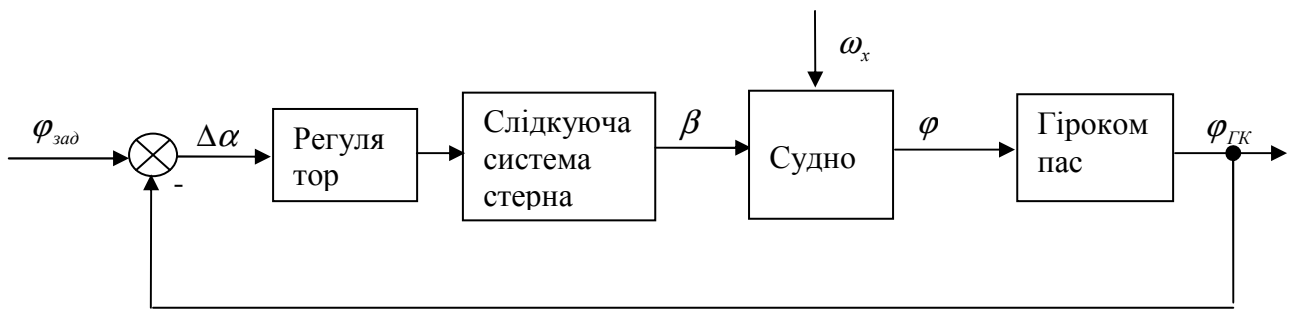 ω_x
φ_зад
Δα
Регуля
тор
Слідкуюча
система
стерна
β
Судно
φ
Гіроком
пас
φ_ГК
-